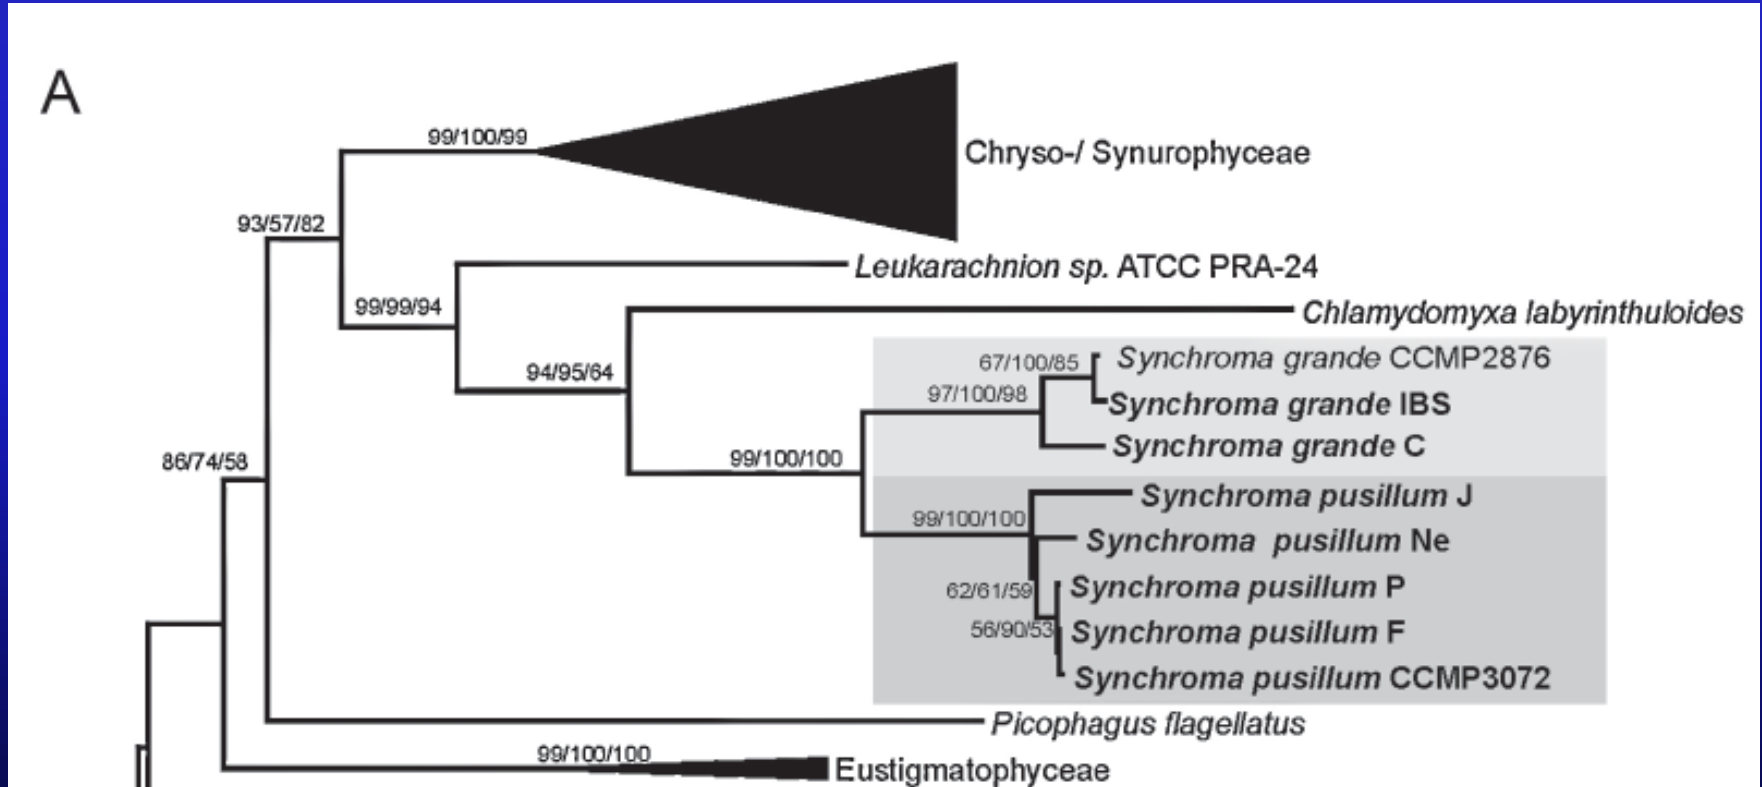 A
99/100/99
Chryso-/ Synurophyceae
93/57/82
Leukarachnion sp. ATCC PRA-24
99/99/94
Chlamydomyxa labyrinthuloides
94/95/64
67/100/85
Synchroma grande CCMP2876
97/100/98
Synchroma grande IBS
Synchroma grande C
86/74/58
99/100/100
Synchroma pusillum J
99/100/100
Synchroma pusillum Ne
62/61/59
Synchroma pusillum P
56/90/53
Synchroma pusillum F
Synchroma pusillum CCMP3072
Picophagus flagellatus
99/100/100
Eustigmatophyceae